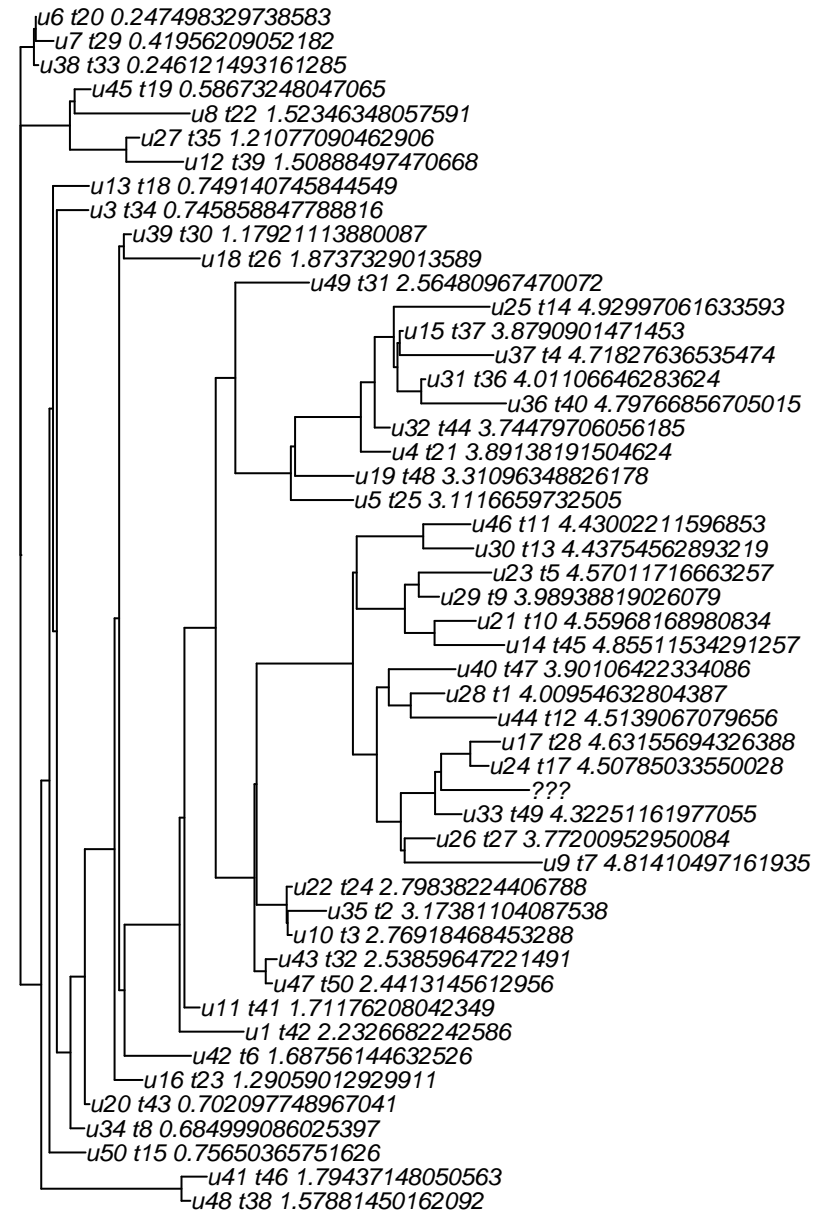 u6 t20 0.247498329738583
u7 t29 0.41956209052182
u38 t33 0.246121493161285
u45 t19 0.58673248047065
u8 t22 1.52346348057591
u27 t35 1.21077090462906
u12 t39 1.50888497470668
u13 t18 0.749140745844549
u3 t34 0.745858847788816
u39 t30 1.17921113880087
u18 t26 1.8737329013589
u49 t31 2.56480967470072
u25 t14 4.92997061633593
u15 t37 3.8790901471453
u37 t4 4.71827636535474
u31 t36 4.01106646283624
u36 t40 4.79766856705015
u32 t44 3.74479706056185
u4 t21 3.89138191504624
u19 t48 3.31096348826178
u5 t25 3.1116659732505
u46 t11 4.43002211596853
u30 t13 4.43754562893219
u23 t5 4.57011716663257
u29 t9 3.98938819026079
u21 t10 4.55968168980834
u14 t45 4.85511534291257
u40 t47 3.90106422334086
u28 t1 4.00954632804387
u44 t12 4.5139067079656
u17 t28 4.63155694326388
u24 t17 4.50785033550028
???
u33 t49 4.32251161977055
u26 t27 3.77200952950084
u9 t7 4.81410497161935
u22 t24 2.79838224406788
u35 t2 3.17381104087538
u10 t3 2.76918468453288
u43 t32 2.53859647221491
u47 t50 2.4413145612956
u11 t41 1.71176208042349
u1 t42 2.2326682242586
u42 t6 1.68756144632526
u16 t23 1.29059012929911
u20 t43 0.702097748967041
u34 t8 0.684999086025397
u50 t15 0.75650365751626
u41 t46 1.79437148050563
u48 t38 1.57881450162092